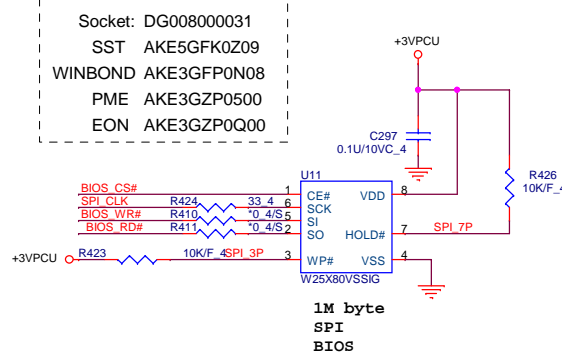 Socket: DG008000031
SST AKE5GFK0Z09
WINBOND AKE3GFP0N08
PME AKE3GZP0500
EON AKE3GZP0Q00
+3VPCU
C297
0.1U/10VC_4
R426
10K/F_4
U11
BIOS_CS# 1 CE# VDD 8
SPI_CLK R424 33_4 6 SCK
BIOS_WR# R410 *0_4/S 5 SI
BIOS_RD# R411 *0_4/S 2 SO HOLD# 7 SPI_7P
+3VPCU R423 10K/F_4 SPI_3P 3 WP# VSS 4
W25X80VSSIG
1M byte
SPI
BIOS